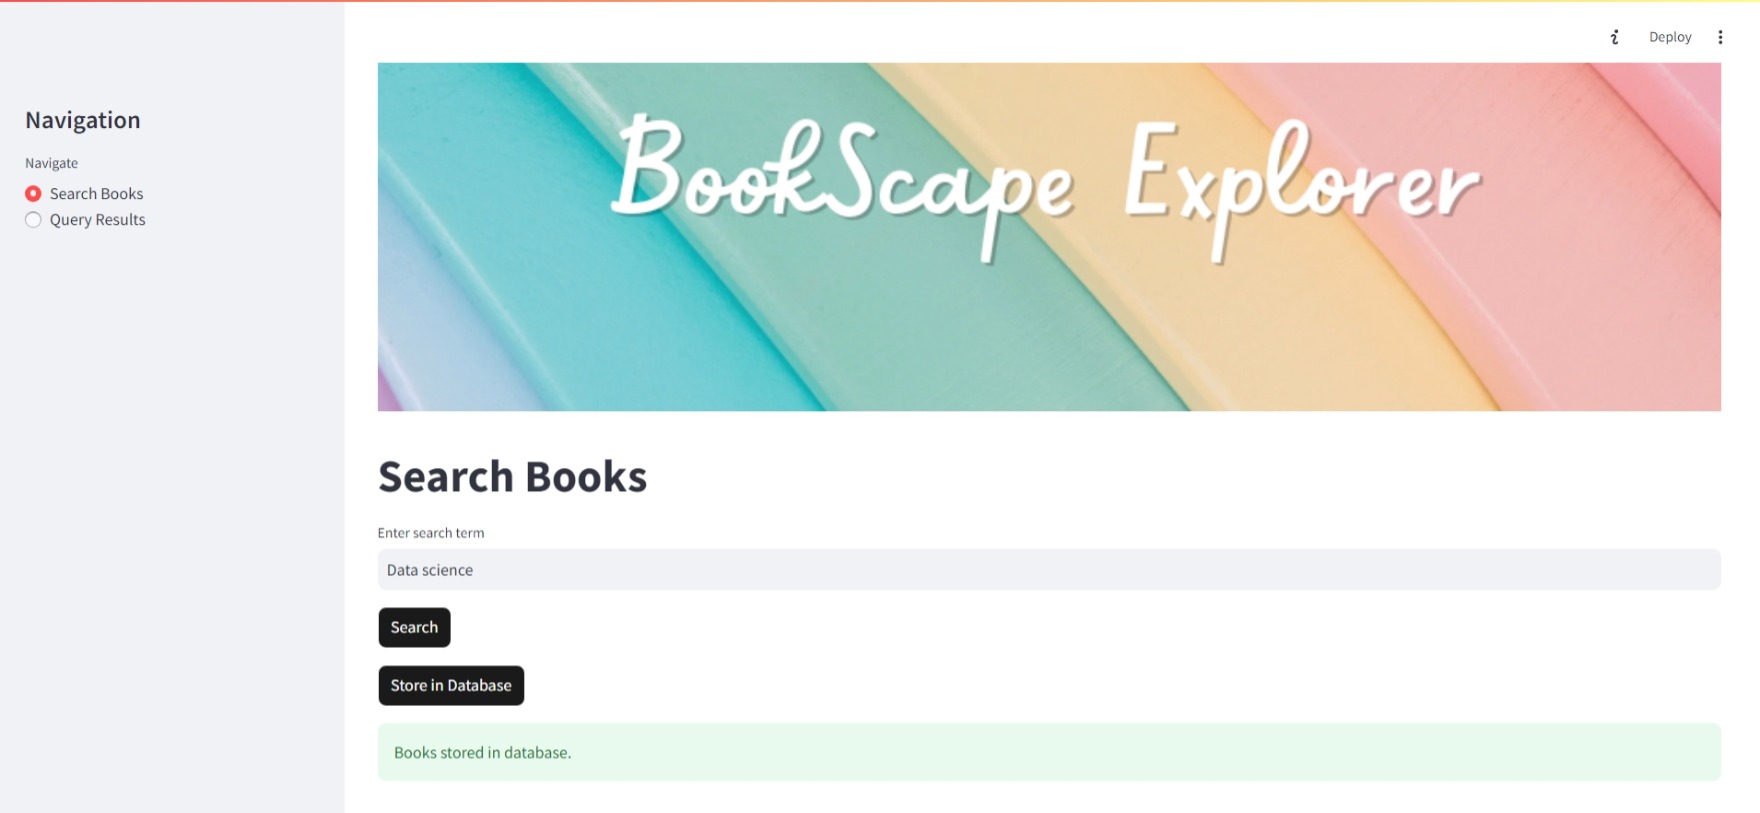 Deploy
Navigation
Navigate
Search Books
Query Results
BookScape Explorer
Search Books
Enter search term
Data science
Search
Store in Database
Books stored in database.